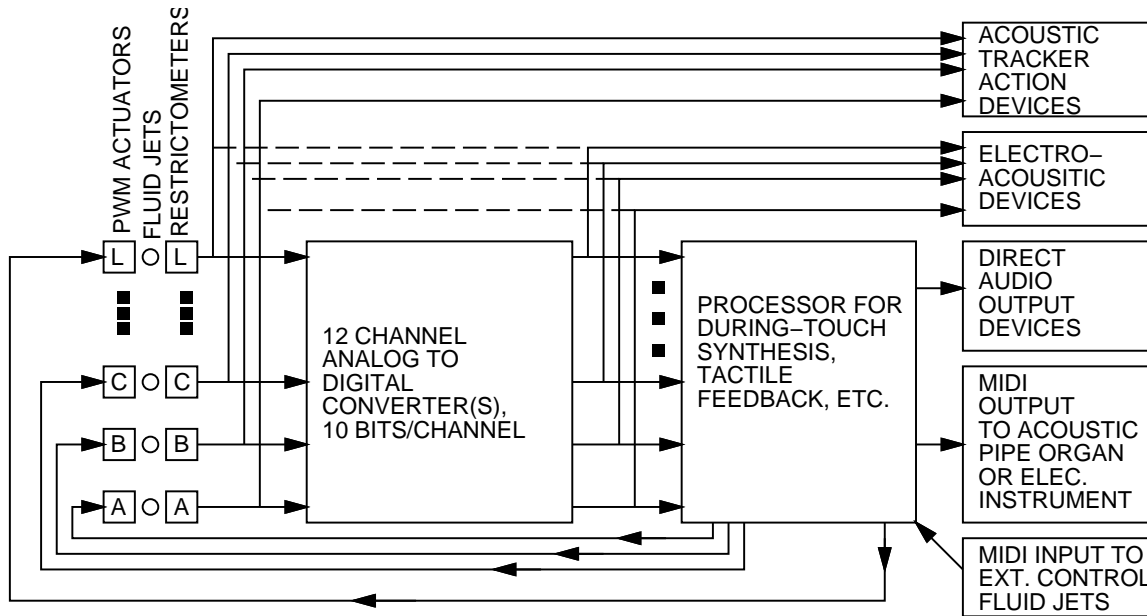 PWM ACTUATORS
FLUID JETS
RESTRICTOMETERS
ACOUSTIC
TRACKER
ACTION
DEVICES
ELECTRO–
ACOUSITIC
DEVICES
L L
C C
B B
A A
12 CHANNEL
ANALOG TO
DIGITAL
CONVERTER(S),
10 BITS/CHANNEL
PROCESSOR FOR
DURING–TOUCH
SYNTHESIS,
TACTILE
FEEDBACK, ETC.
DIRECT
AUDIO
OUTPUT
DEVICES
MIDI
OUTPUT
TO ACOUSTIC
PIPE ORGAN
OR ELEC.
INSTRUMENT
MIDI INPUT TO
EXT. CONTROL
FLUID JETS